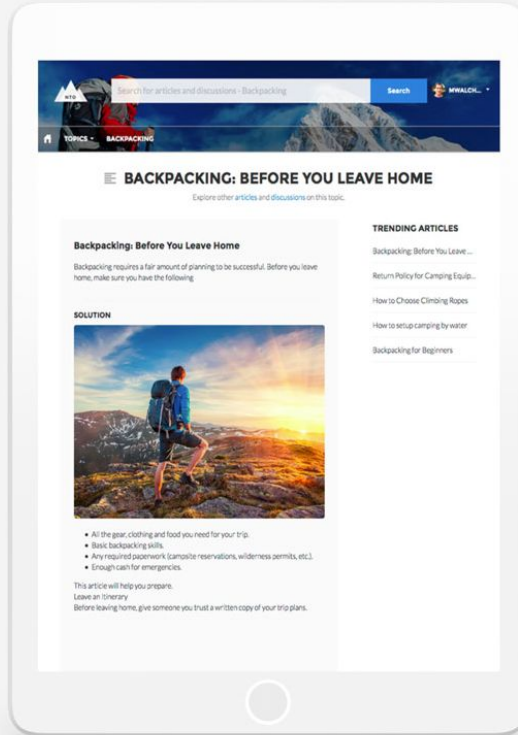 NTO
Search for articles and discussions - Backpacking
Search
MWALCH...
TOPICS
BACKPACKING
BACKPACKING: BEFORE YOU LEAVE HOME
Explore other articles and discussions on this topic.
Backpacking: Before You Leave Home
Backpacking requires a fair amount of planning to be successful. Before you leave
home, make sure you have the following
SOLUTION
• All the gear, clothing and food you need for your trip.
• Basic backpacking skills.
• Any required paperwork (campsite reservations, wilderness permits, etc.).
• Enough cash for emergencies.
This article will help you prepare.
Leave an Itinerary
Before leaving home, give someone you trust a written copy of your trip plans.
TRENDING ARTICLES
Backpacking: Before You Leave ...
Return Policy for Camping Equip...
How to Choose Climbing Ropes
How to setup camping by water
Backpacking for Beginners